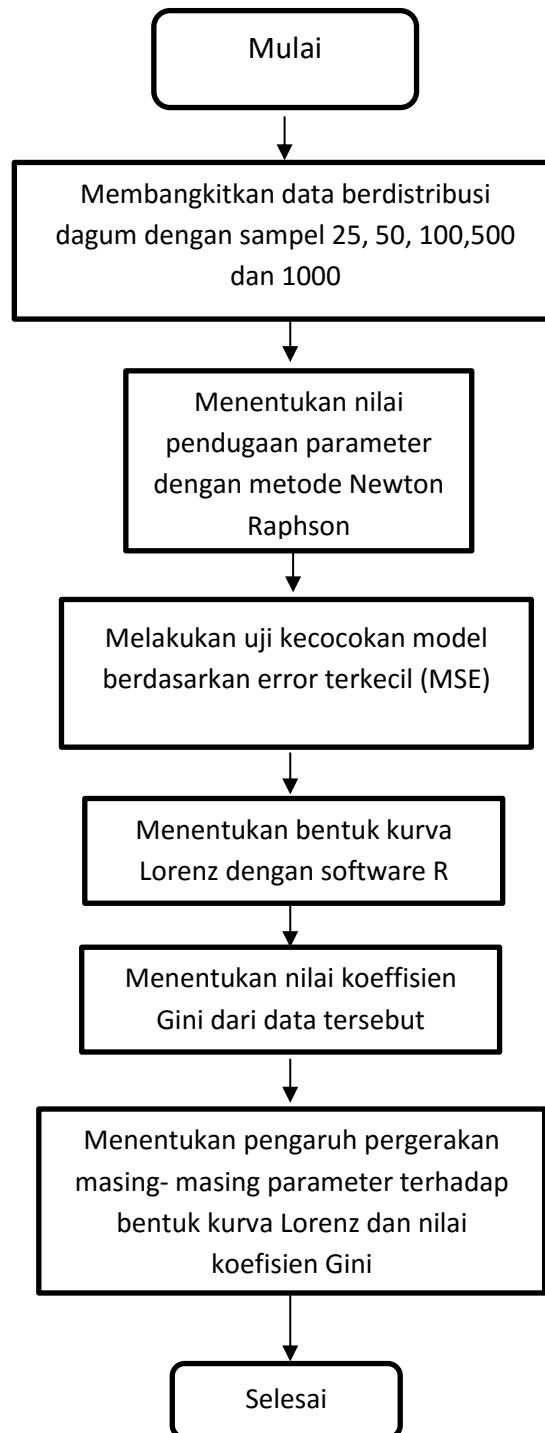 Mulai
Membangkitkan data berdistribusi
dagum dengan sampel 25, 50, 100,500
dan 1000
Menentukan nilai
pendugaan parameter
dengan metode Newton
Raphson
Melakukan uji kecocokan model
berdasarkan error terkecil (MSE)
Menentukan bentuk kurva
Lorenz dengan software R
Menentukan nilai koeffisien
Gini dari data tersebut
Menentukan pengaruh pergerakan
masing- masing parameter terhadap
bentuk kurva Lorenz dan nilai
koefisien Gini
Selesai